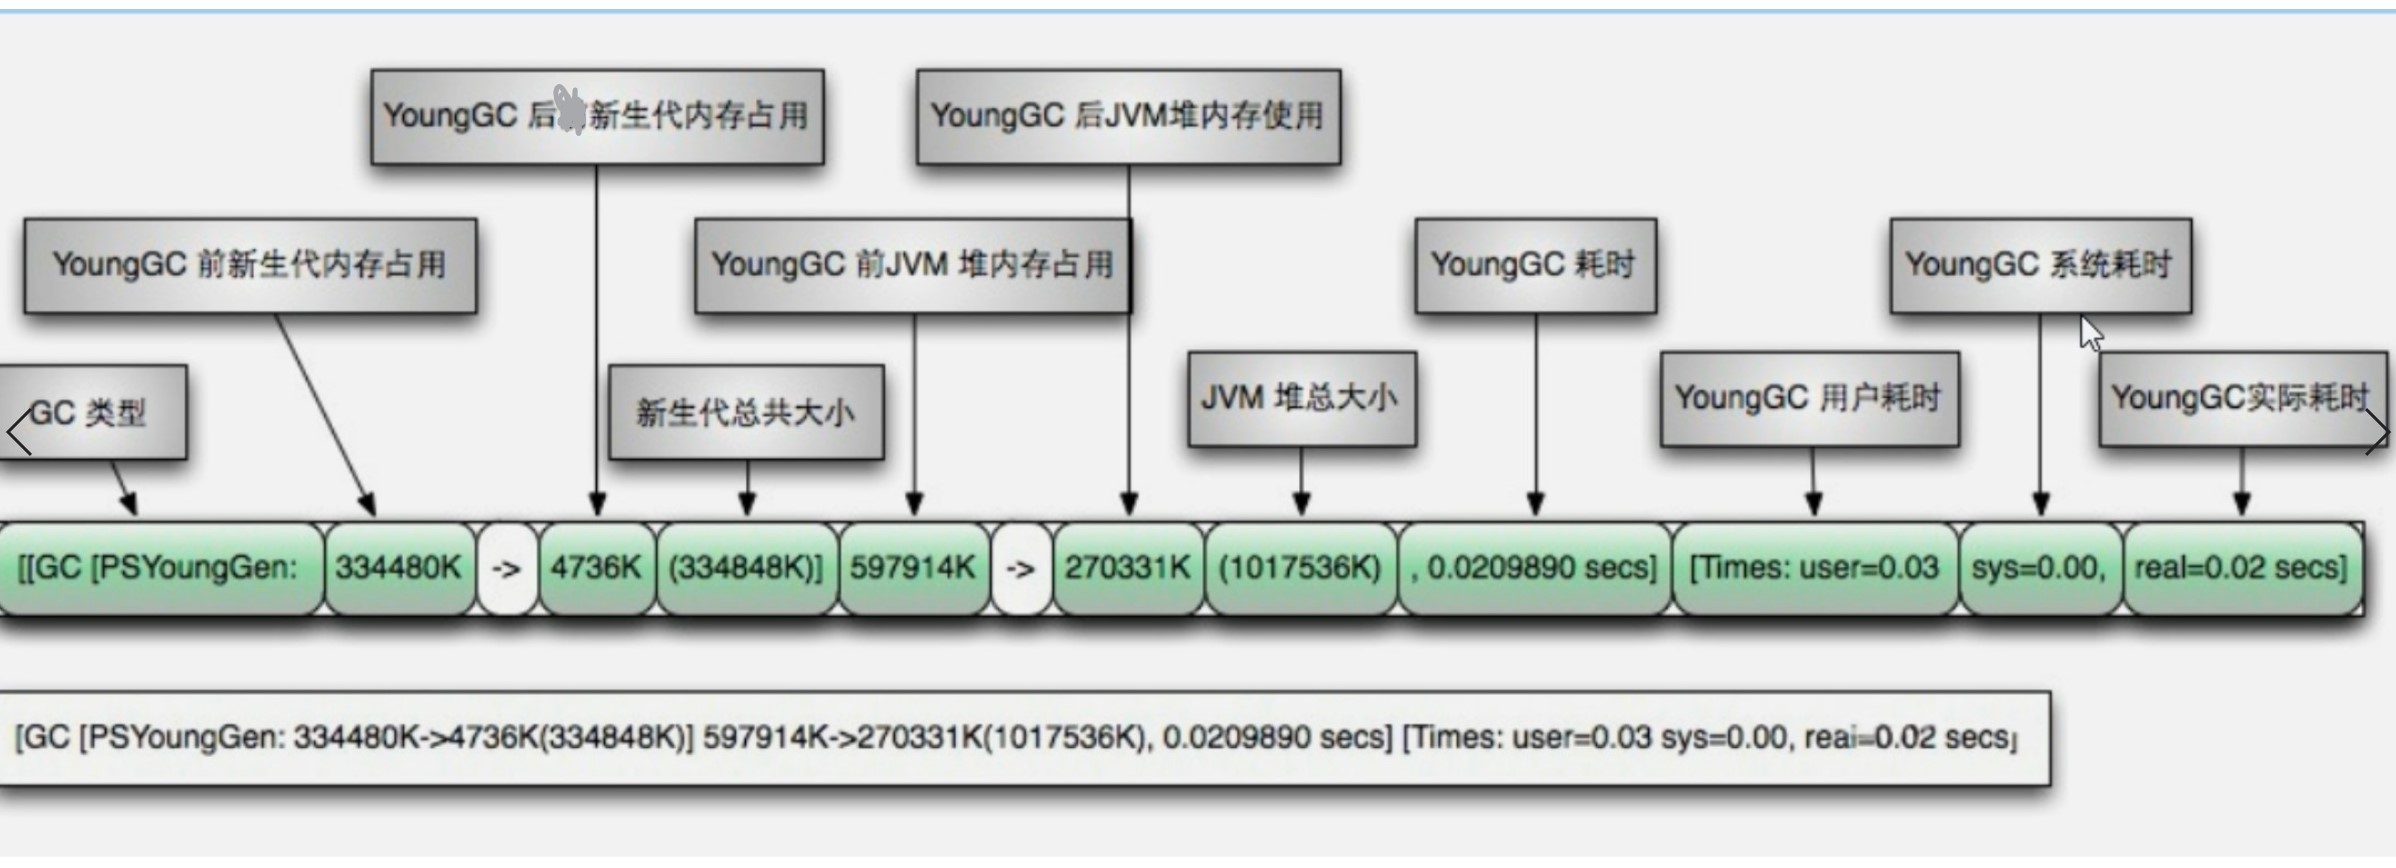 YoungGC 后新生代内存占用
YoungGC 后JVM堆内存使用
YoungGC 前新生代内存占用
YoungGC 前JVM 堆内存占用
YoungGC 耗时
YoungGC 系统耗时
GC 类型
新生代总共大小
JVM 堆总大小
YoungGC 用户耗时
YoungGC实际耗时
[[GC [PSYoungGen: 334480K -> 4736K (334848K)] 597914K -> 270331K (1017536K) , 0.0209890 secs] [Times: user=0.03 sys=0.00, real=0.02 secs]
[GC [PSYoungGen: 334480K->4736K(334848K)] 597914K->270331K(1017536K), 0.0209890 secs] [Times: user=0.03 sys=0.00, reai=0.02 secs]